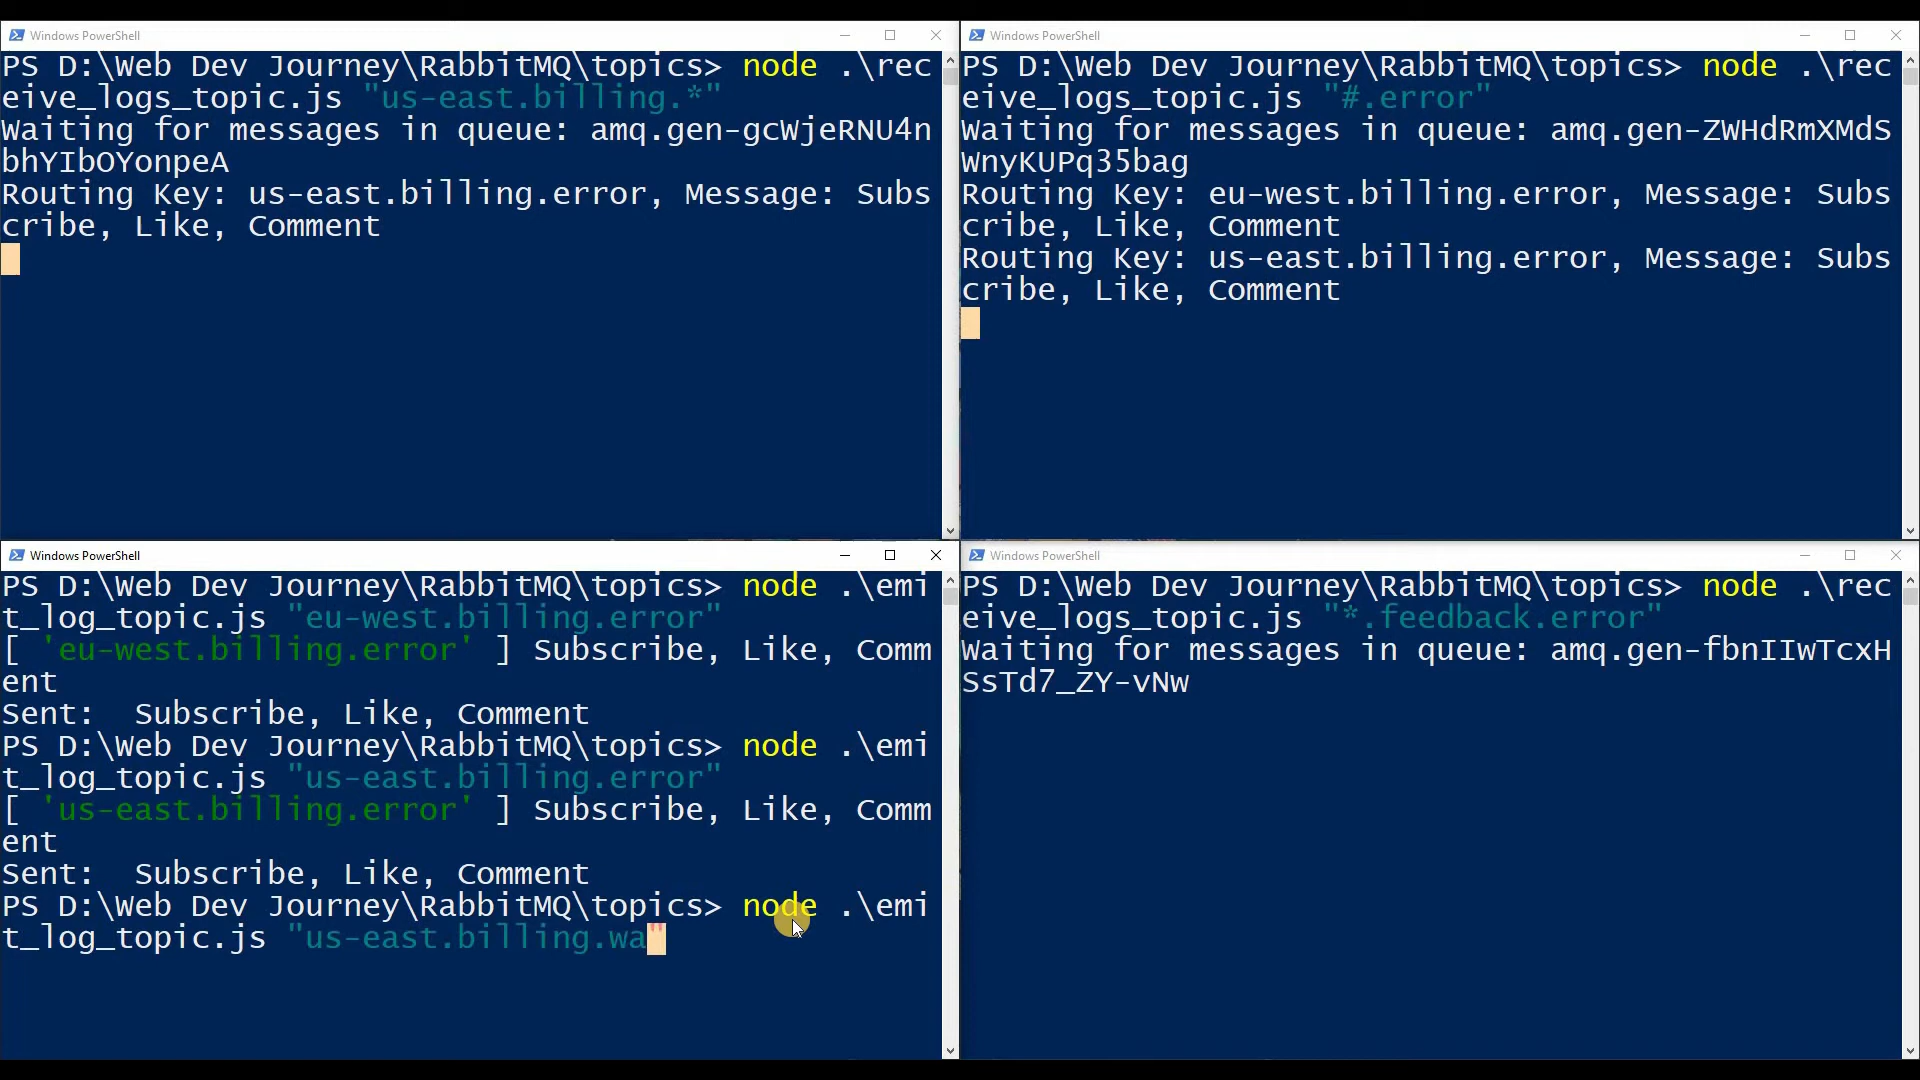 Windows PowerShell
PS D:\Web Dev Journey\RabbitMQ\topics> node .\rec
eive_logs_topic.js "us-east.billing.*"
Waiting for messages in queue: amq.gen-gcWjeRNU4n
bhYIbOYonpeA
Routing Key: us-east.billing.error, Message: Subs
cribe, Like, Comment
Windows PowerShell
PS D:\Web Dev Journey\RabbitMQ\topics> node .\rec
eive_logs_topic.js "#.error"
Waiting for messages in queue: amq.gen-ZWHdRmXMdS
WnyKUPq35bag
Routing Key: eu-west.billing.error, Message: Subs
cribe, Like, Comment
Routing Key: us-east.billing.error, Message: Subs
cribe, Like, Comment
Windows PowerShell
PS D:\Web Dev Journey\RabbitMQ\topics> node .\emi
t_log_topic.js "eu-west.billing.error"
[ 'eu-west.billing.error' ] Subscribe, Like, Comm
ent
Sent:  Subscribe, Like, Comment
PS D:\Web Dev Journey\RabbitMQ\topics> node .\emi
t_log_topic.js "us-east.billing.error"
[ 'us-east.billing.error' ] Subscribe, Like, Comm
ent
Sent:  Subscribe, Like, Comment
PS D:\Web Dev Journey\RabbitMQ\topics> node .\emi
t_log_topic.js "us-east.billing.wa"
Windows PowerShell
PS D:\Web Dev Journey\RabbitMQ\topics> node .\rec
eive_logs_topic.js "*.feedback.error"
Waiting for messages in queue: amq.gen-fbnIIwTcxH
SsTd7_ZY-vNw